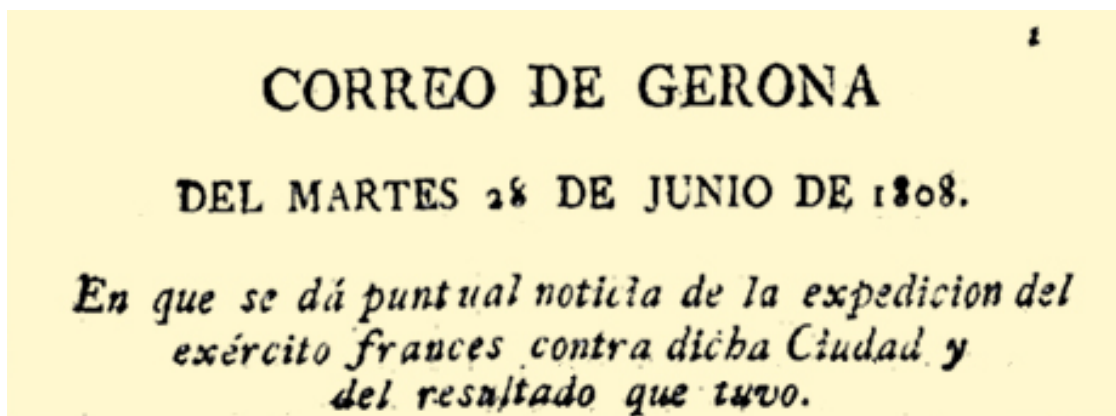 1
CORREO DE GERONA
DEL MARTES 28 DE JUNIO DE 1808.
En que se dá puntual noticia de la expedicion del
exército frances contra dicha Ciudad y
del resultado que tuvo.